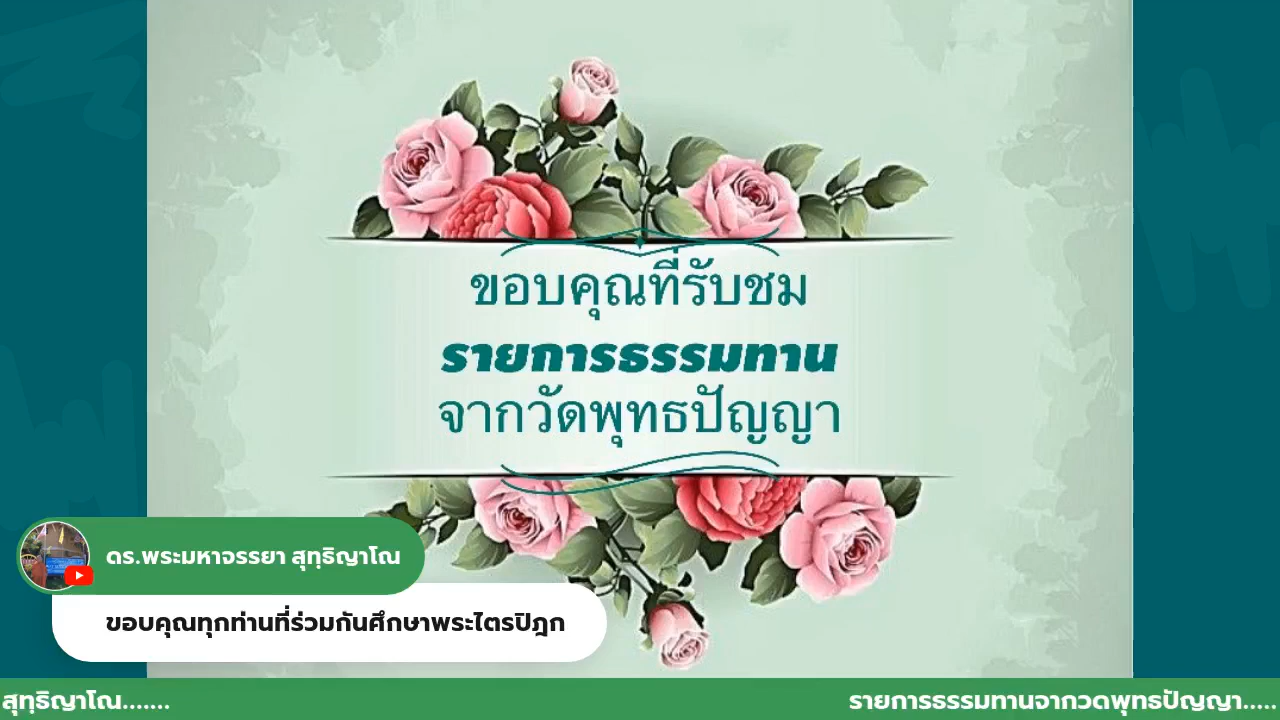 ขอบคุณที่รับชม
รายการธรรมทาน
จากวัดพุทธปัญญา
ดร.พระมหาจรรยา สุทฺธิญาโณ
ขอบคุณทุกท่านที่ร่วมกันศึกษาพระไตรปิฎก
สุทฺธิญาโณ....... รายการธรรมทานจากวดพุทธปัญญา.....